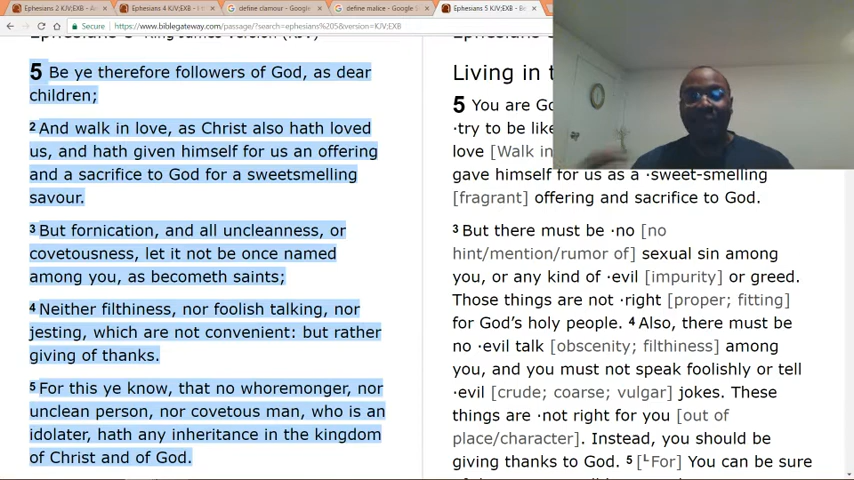 Ephesians 2 KJV;EXB - 
Ephesians 4 KJV;EXB - B
define clamour - Google
define malice - Google S
Ephesians 5 KJV;EXB - B
Secure
https://www.biblegateway.com/passage/?search=ephesians%205&version=KJV;EXB
5 Be ye therefore followers of God, as dear
children;
2 And walk in love, as Christ also hath loved
us, and hath given himself for us an offering
and a sacrifice to God for a sweetsmelling
savour.
3 But fornication, and all uncleanness, or
covetousness, let it not be once named
among you, as becometh saints;
4 Neither filthiness, nor foolish talking, nor
jesting, which are not convenient: but rather
giving of thanks.
5 For this ye know, that no whoremonger, nor
unclean person, nor covetous man, who is an
idolater, hath any inheritance in the kingdom
of Christ and of God.
Living in t
5 You are Go
·try to be like
love [Walk in
gave himself for us as a ·sweet-smelling
[fragrant] offering and sacrifice to God.
3 But there must be ·no [no
hint/mention/rumor of] sexual sin among
you, or any kind of ·evil [impurity] or greed.
Those things are not ·right [proper; fitting]
for God's holy people. 4 Also, there must be
no ·evil talk [obscenity; filthiness] among
you, and you must not speak foolishly or tell
·evil [crude; coarse; vulgar] jokes. These
things are ·not right for you [out of
place/character]. Instead, you should be
giving thanks to God. 5 [L For] You can be sure